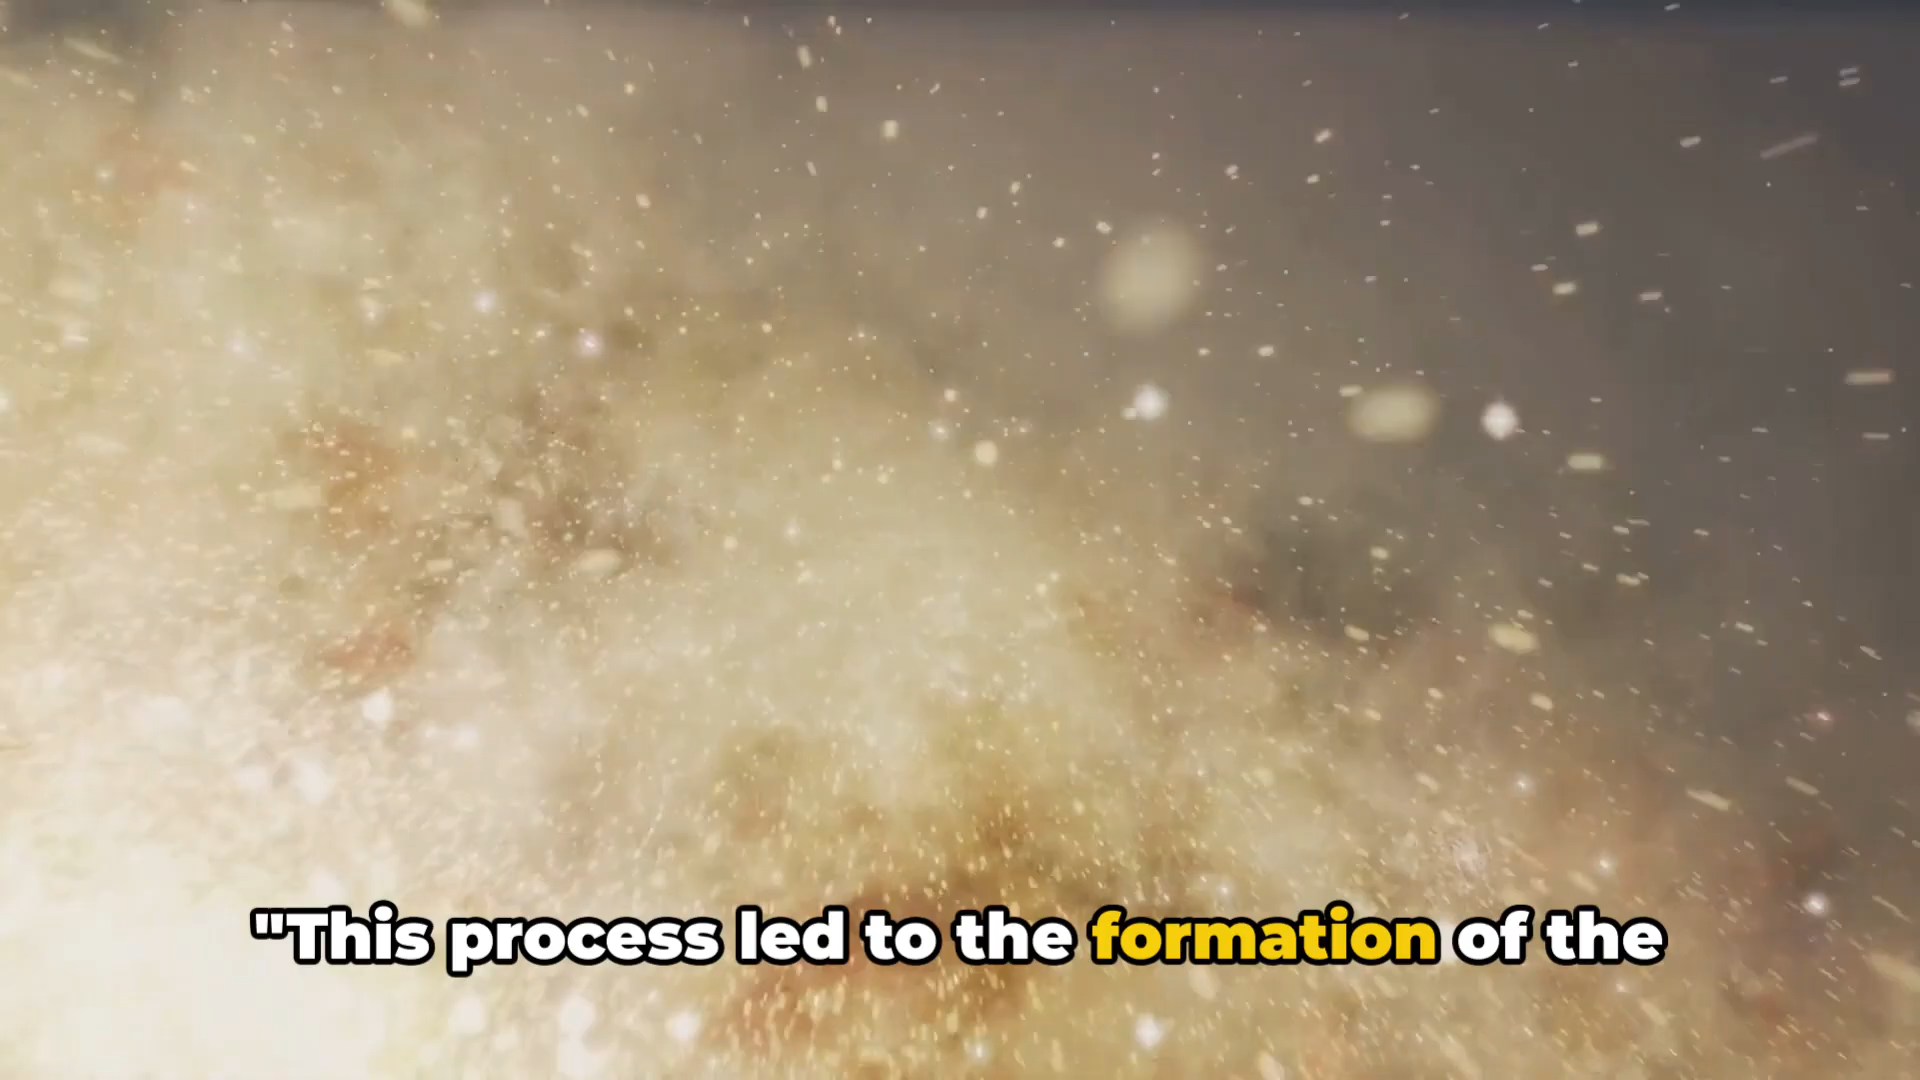 "This process led to the formation of the